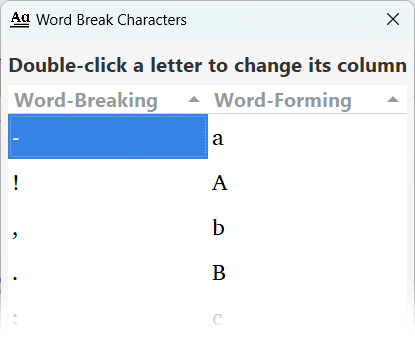 Aa Word Break Characters
Double-click a letter to change its column
Word-Breaking Word-Forming
- a
! A
, b
. B
: c